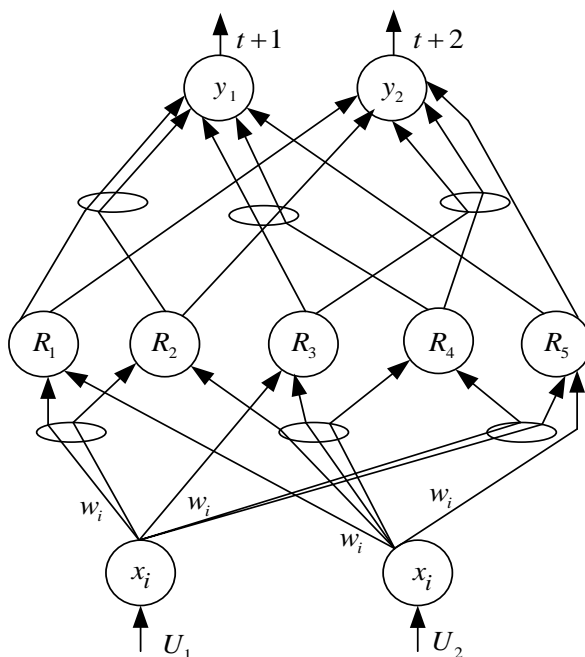 t + 1 t + 2
y₁ y₂
R₁ R₂ R₃ R₄ R₅
wᵢ wᵢ wᵢ wᵢ
xᵢ xᵢ
U₁ U₂